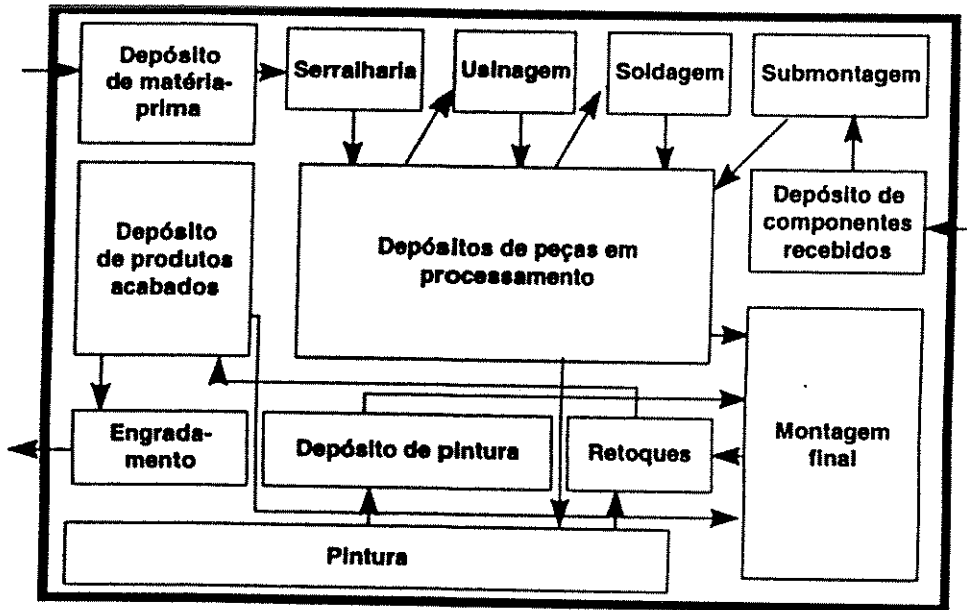 Depósito
de matéria-
prima
Serralharia
Usinagem
Soldagem
Submontagem
Depósito
de produtos
acabados
Depósitos de peças em
processamento
Depósito de
componentes
recebidos
Engrada-
mento
Depósito de pintura
Retoques
Montagem
final
Pintura